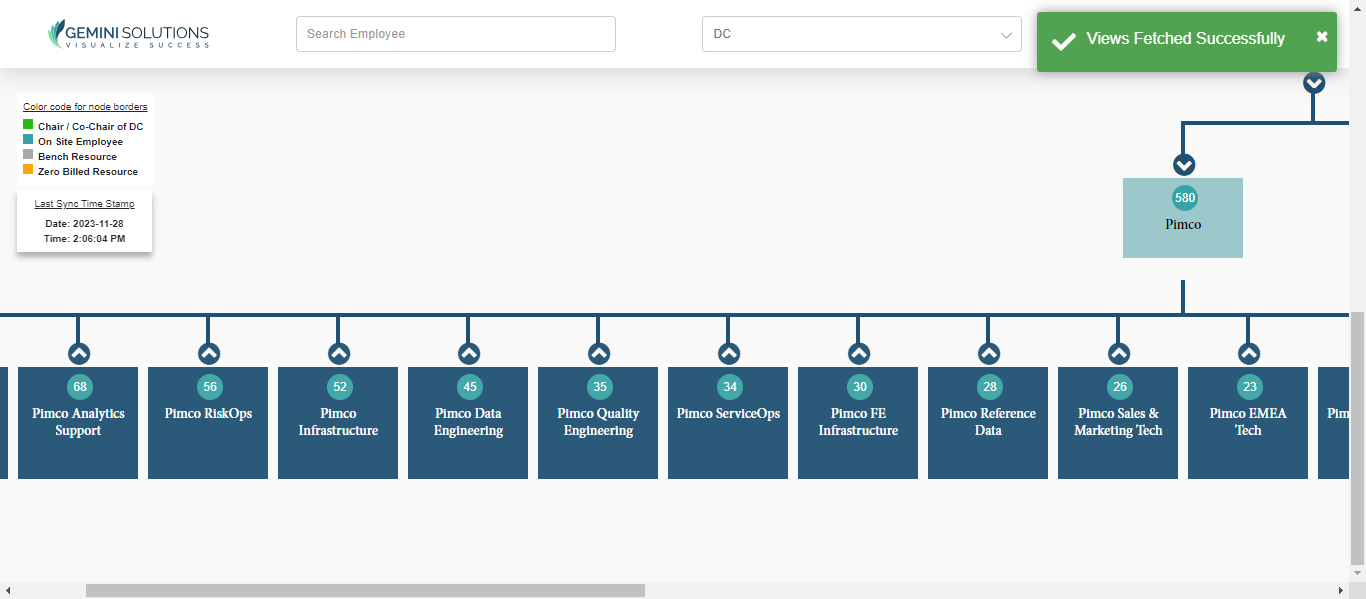 GEMINI SOLUTIONS
VISUALIZE SUCCESS
Search Employee
DC
Views Fetched Successfully
Color code for node borders
Chair / Co-Chair of DC
On Site Employee
Bench Resource
Zero Billed Resource
Last Sync Time Stamp
Date: 2023-11-28
Time: 2:06:04 PM
580
Pimco
68
Pimco Analytics
Support
56
Pimco RiskOps
52
Pimco
Infrastructure
45
Pimco Data
Engineering
35
Pimco Quality
Engineering
34
Pimco ServiceOps
30
Pimco FE
Infrastructure
28
Pimco Reference
Data
26
Pimco Sales &
Marketing Tech
23
Pimco EMEA
Tech